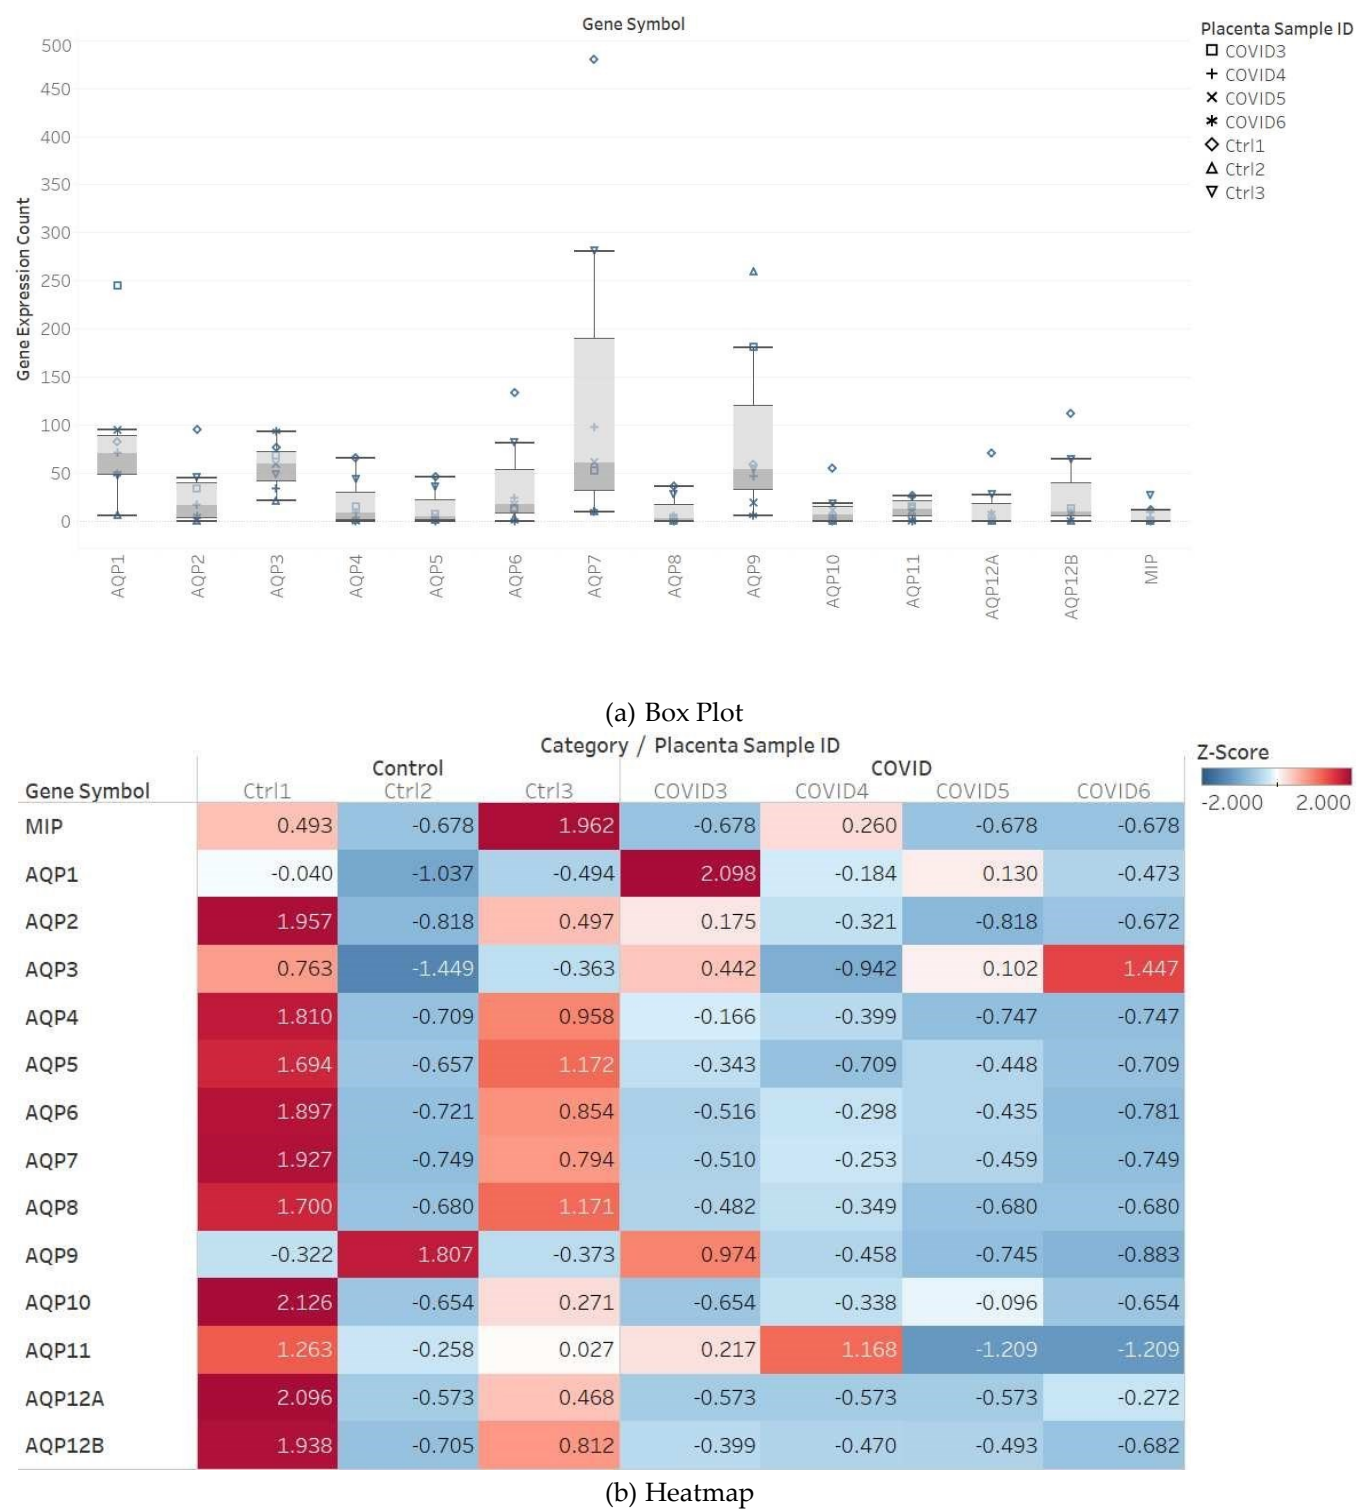 Gene Symbol
Placenta Sample ID
COVID3
COVID4
COVID5
COVID6
Ctrl1
Ctrl2
Ctrl3
Gene Expression Count
500
450
400
350
300
250
200
150
100
50
0
AQP1 AQP2 AQP3 AQP4 AQP5 AQP6 AQP7 AQP8 AQP9 AQP10 AQP11 AQP12A AQP12B MIP
(a) Box Plot
Category / Placenta Sample ID
Control COVID
Gene Symbol Ctrl1 Ctrl2 Ctrl3 COVID3 COVID4 COVID5 COVID6
MIP 0.493 -0.678 1.962 -0.678 0.260 -0.678 -0.678
AQP1 -0.040 -1.037 -0.494 2.098 -0.184 0.130 -0.473
AQP2 1.957 -0.818 0.497 0.175 -0.321 -0.818 -0.672
AQP3 0.763 -1.449 -0.363 0.442 -0.942 0.102 1.447
AQP4 1.810 -0.709 0.958 -0.166 -0.399 -0.747 -0.747
AQP5 1.694 -0.657 1.172 -0.343 -0.709 -0.448 -0.709
AQP6 1.897 -0.721 0.854 -0.516 -0.298 -0.435 -0.781
AQP7 1.927 -0.749 0.794 -0.510 -0.253 -0.459 -0.749
AQP8 1.700 -0.680 1.171 -0.482 -0.349 -0.680 -0.680
AQP9 -0.322 1.807 -0.373 0.974 -0.458 -0.745 -0.883
AQP10 2.126 -0.654 0.271 -0.654 -0.338 -0.096 -0.654
AQP11 1.263 -0.258 0.027 0.217 1.168 -1.209 -1.209
AQP12A 2.096 -0.573 0.468 -0.573 -0.573 -0.573 -0.272
AQP12B 1.938 -0.705 0.812 -0.399 -0.470 -0.493 -0.682
Z-Score
-2.000 2.000
(b) Heatmap